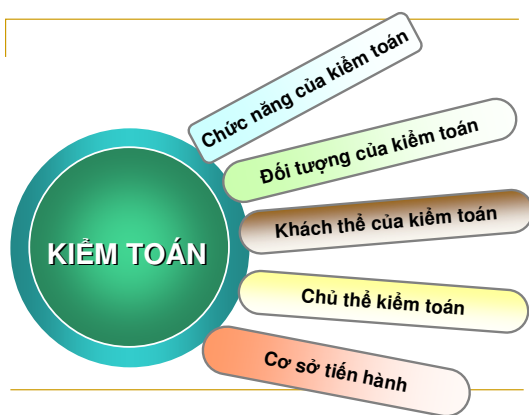 Chức năng của kiểm toán
Đối tượng của kiểm toán
Khách thể của kiểm toán
KIỂM TOÁN
Chủ thể kiểm toán
Cơ sở tiến hành